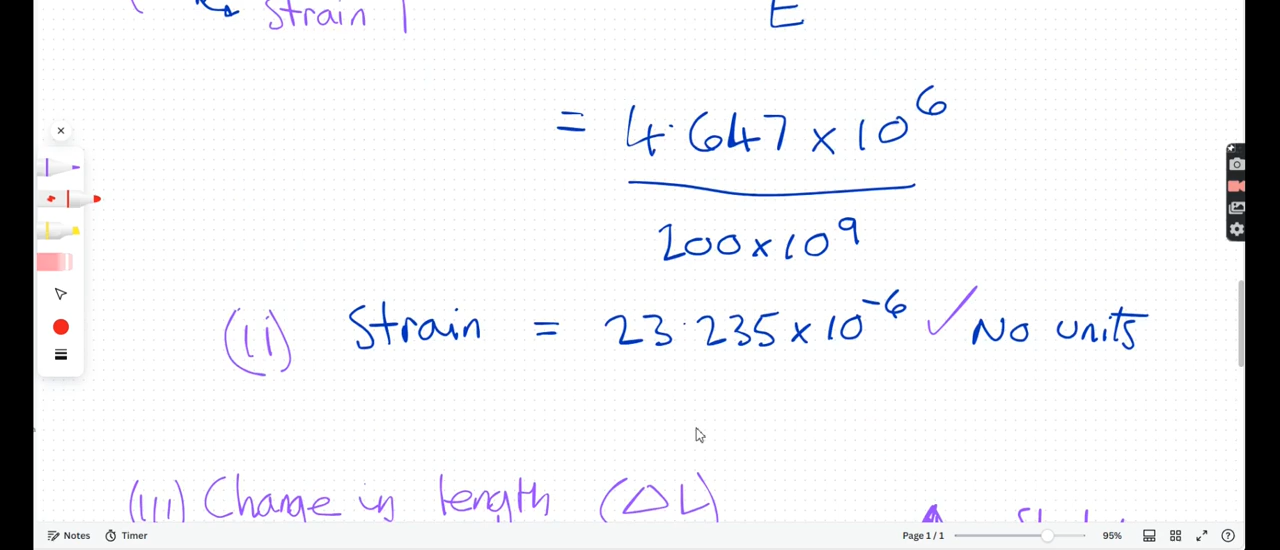 Strain
E
= 4.647 x 10^6
200 x 10^9
(ii) Strain = 23.235 x 10^-6 ✓ No units
(iii) Change in length (ΔL)
Notes Timer Page 1 / 1 95%